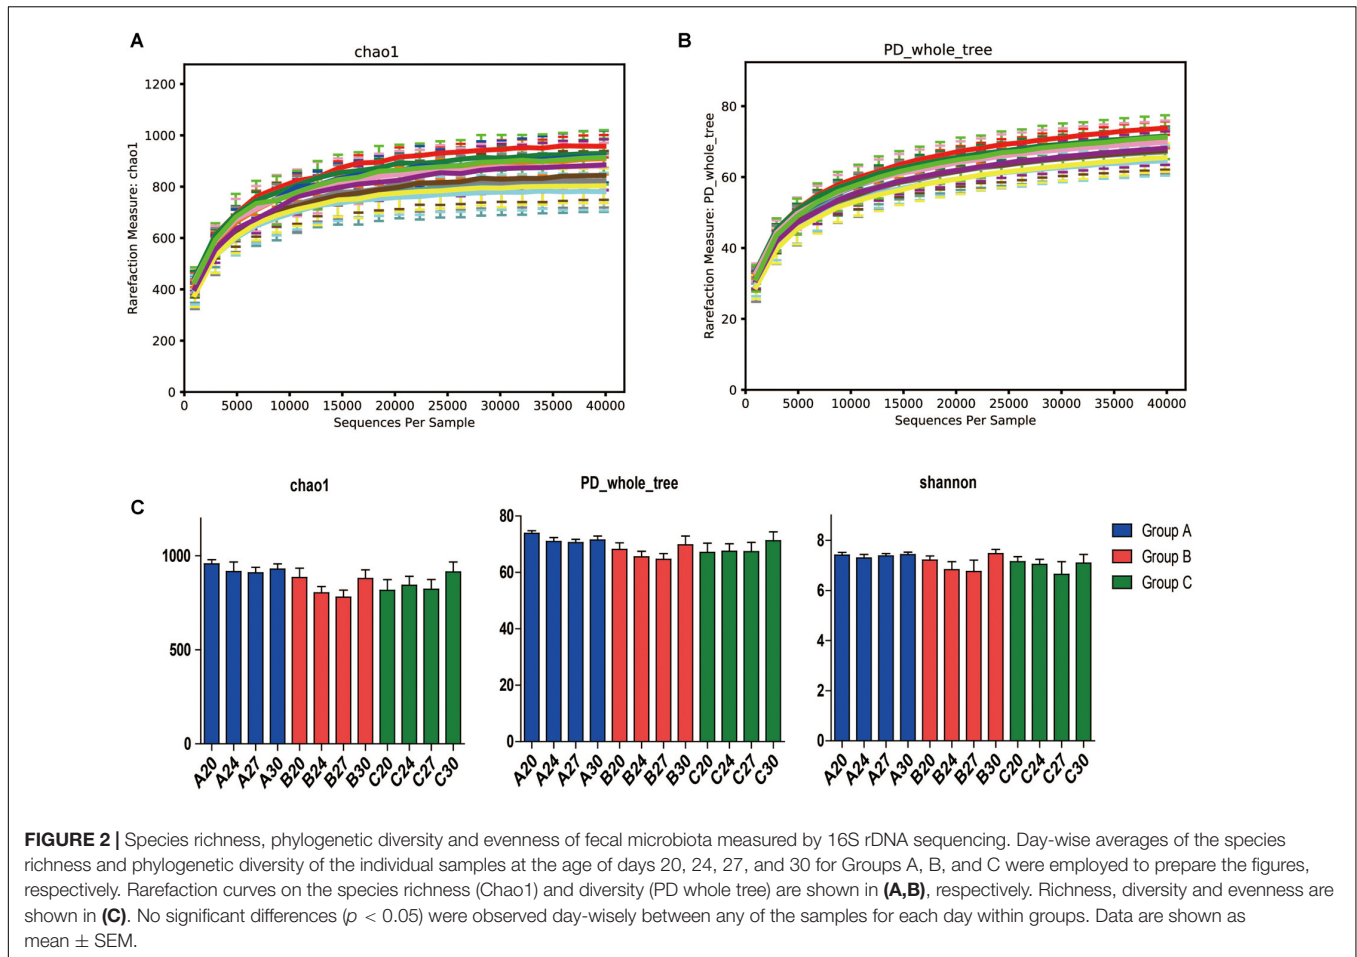 A
chao1
1200
1000
800
600
400
200
0
Rarefaction Measure: chao1
0 5000 10000 15000 20000 25000 30000 35000 40000
Sequences Per Sample
B
PD_whole_tree
80
60
40
20
0
Rarefaction Measure: PD_whole_tree
0 5000 10000 15000 20000 25000 30000 35000 40000
Sequences Per Sample
C
chao1
1000
500
0
A20 A24 A27 A30 B20 B24 B27 B30 C20 C24 C27 C30
PD_whole_tree
80
60
40
20
0
A20 A24 A27 A30 B20 B24 B27 B30 C20 C24 C27 C30
shannon
8
6
4
2
0
A20 A24 A27 A30 B20 B24 B27 B30 C20 C24 C27 C30
Group A
Group B
Group C
FIGURE 2 | Species richness, phylogenetic diversity and evenness of fecal microbiota measured by 16S rDNA sequencing. Day-wise averages of the species
richness and phylogenetic diversity of the individual samples at the age of days 20, 24, 27, and 30 for Groups A, B, and C were employed to prepare the figures,
respectively. Rarefaction curves on the species richness (Chao1) and diversity (PD whole tree) are shown in (A,B), respectively. Richness, diversity and evenness are
shown in (C). No significant differences (p < 0.05) were observed day-wisely between any of the samples for each day within groups. Data are shown as
mean ± SEM.